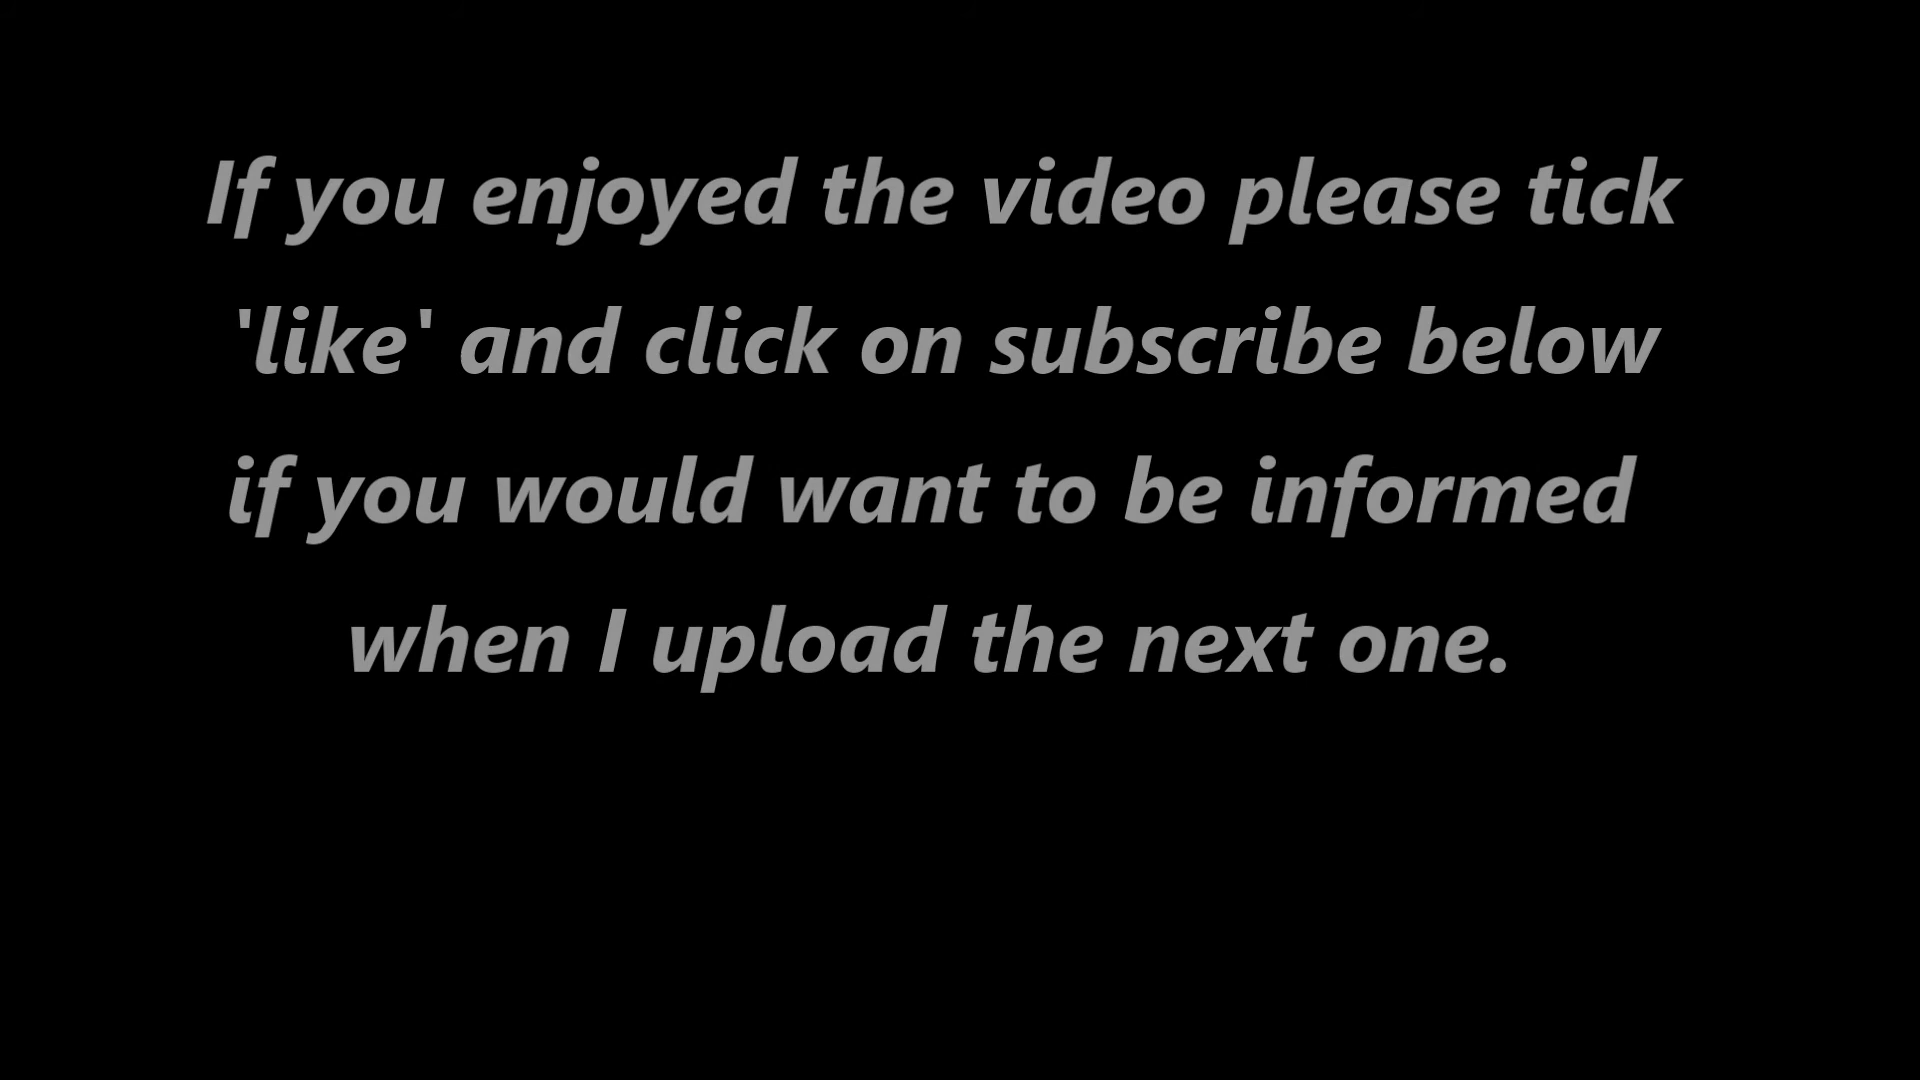 If you enjoyed the video please tick
'like' and click on subscribe below
if you would want to be informed
when I upload the next one.